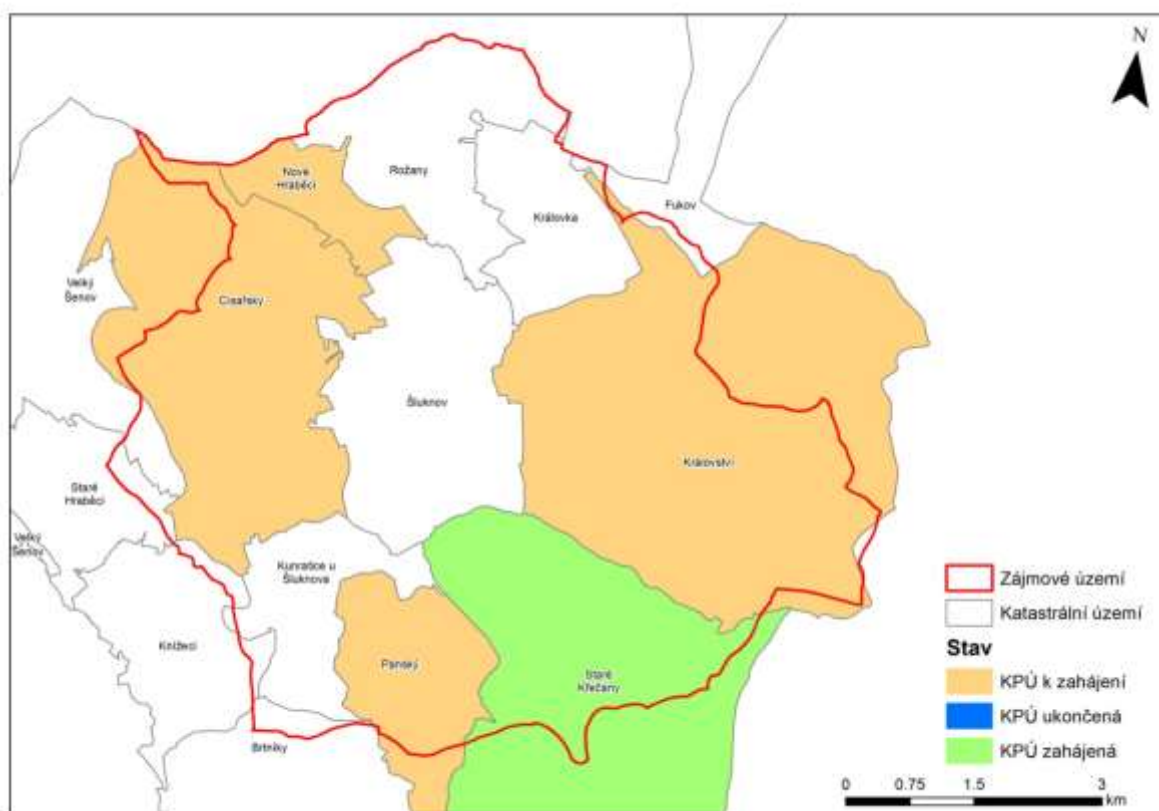 N
Nové
Hraběcí
Rožany
Královka
Fukov
Velký
Šenov
Císařský
Šluknov
Království
Staré
Hraběcí
Velký
Šenov
Kunratice u
Šluknova
Knížecí
Panský
Staré
Křečany
Brtníky
Zájmové území
Katastrální území
Stav
KPÚ k zahájení
KPÚ ukončená
KPÚ zahájená
0 0.75 1.5 3
km